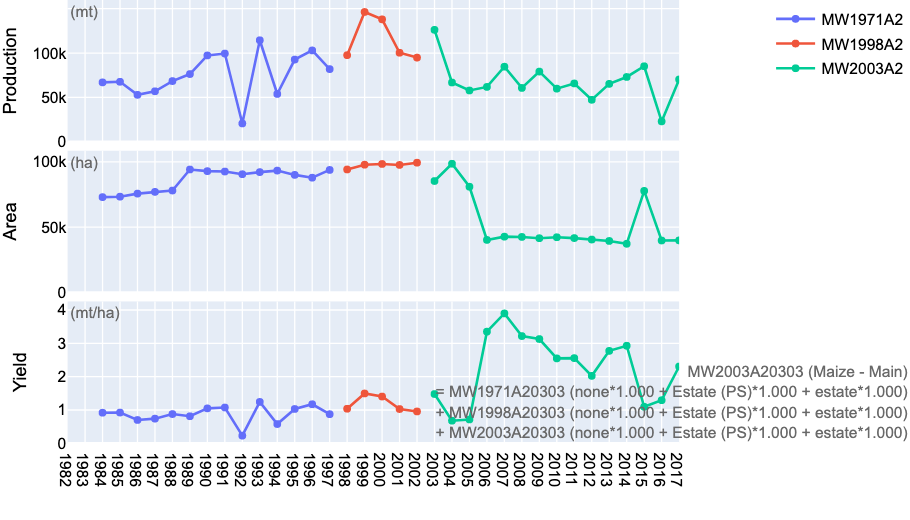 (mt)
MW1971A2
MW1998A2
MW2003A2
Production
100k
50k
0
100k
(ha)
Area
50k
0
4
(mt/ha)
3
Yield
2
MW2003A20303 (Maize - Main)
= MW1971A20303 (none*1.000 + Estate (PS)*1.000 + estate*1.000)
1
+ MW1998A20303 (none*1.000 + Estate (PS)*1.000 + estate*1.000)
+ MW2003A20303 (none*1.000 + Estate (PS)*1.000 + estate*1.000)
0
1982 1983 1984 1985 1986 1987 1988 1989 1990 1991 1992 1993 1994 1995 1996 1997 1998 1999 2000 2001 2002 2003 2004 2005 2006 2007 2008 2009 2010 2011 2012 2013 2014 2015 2016 2017